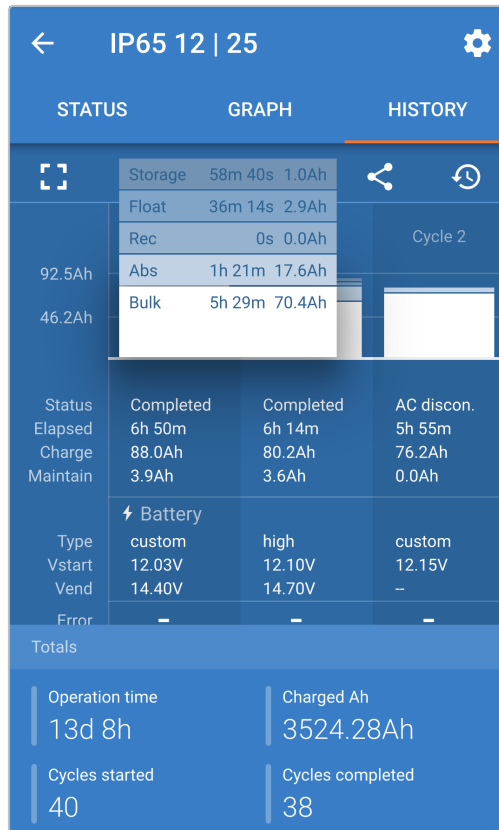 IP65 12 | 25
STATUS GRAPH HISTORY
Storage 58m 40s 1.0Ah
Float 36m 14s 2.9Ah
Rec 0s 0.0Ah
Abs 1h 21m 17.6Ah
Bulk 5h 29m 70.4Ah
Cycle 2
92.5Ah
46.2Ah
Status Completed Completed AC discon.
Elapsed 6h 50m 6h 14m 5h 55m
Charge 88.0Ah 80.2Ah 76.2Ah
Maintain 3.9Ah 3.6Ah 0.0Ah
Battery
Type custom high custom
Vstart 12.03V 12.10V 12.15V
Vend 14.40V 14.70V --
Error – – –
Totals
Operation time Charged Ah
13d 8h 3524.28Ah
Cycles started Cycles completed
40 38